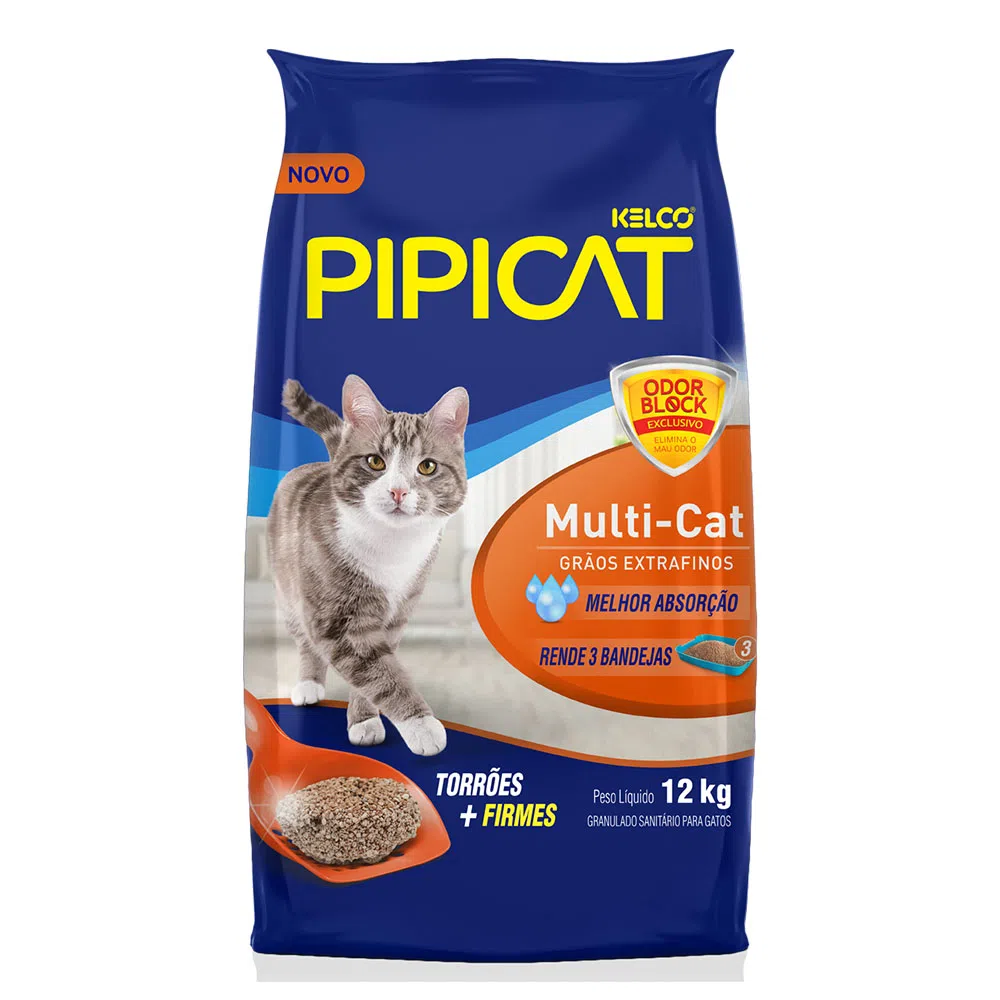 NOVO
KELCO®
PIPICAT
ODOR
BLOCK
EXCLUSIVO
ELIMINA O
MAU ODOR
Multi-Cat
GRÃOS EXTRAFINOS
MELHOR ABSORÇÃO
RENDE 3 BANDEJAS
3
TORRÕES
+ FIRMES
Peso Líquido 12 kg
GRANULADO SANITÁRIO PARA GATOS